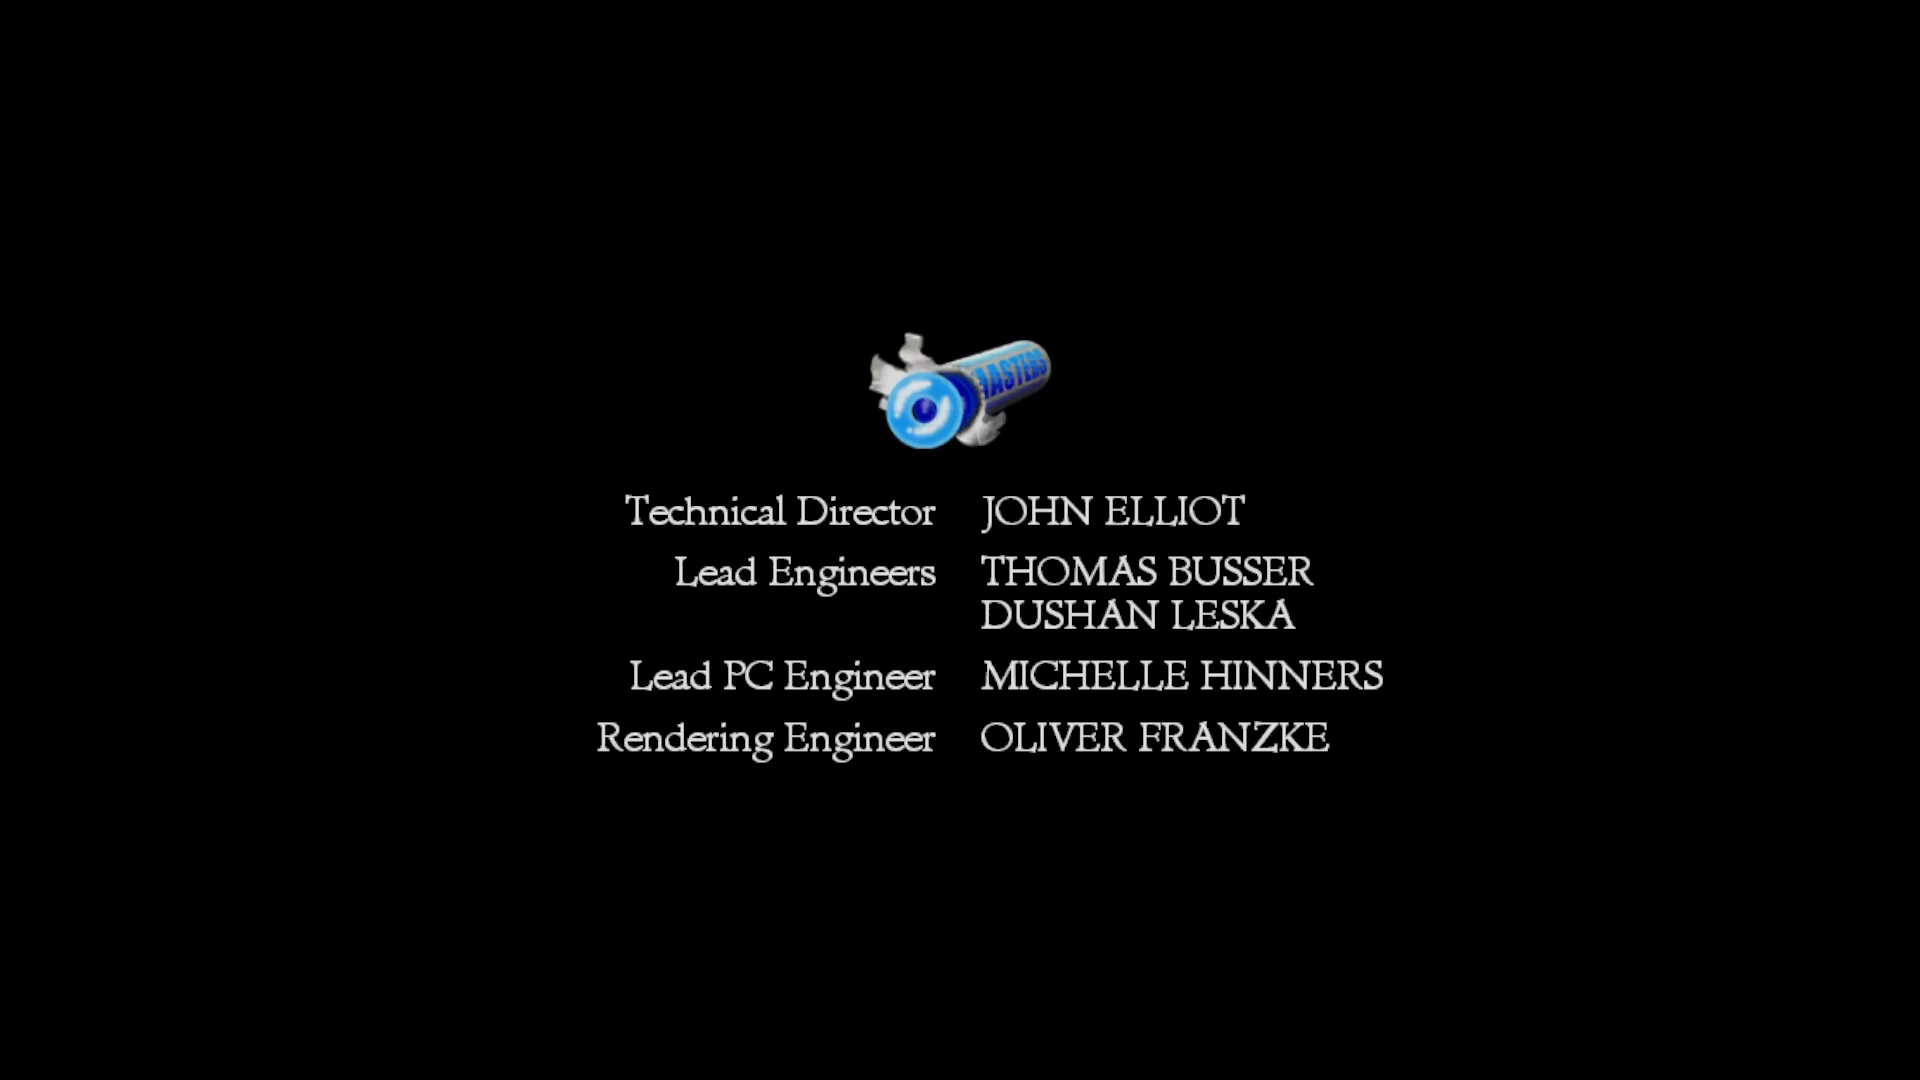 MASTERS
Technical Director JOHN ELLIOT
Lead Engineers THOMAS BUSSER
DUSHAN LESKA
Lead PC Engineer MICHELLE HINNERS
Rendering Engineer OLIVER FRANZKE